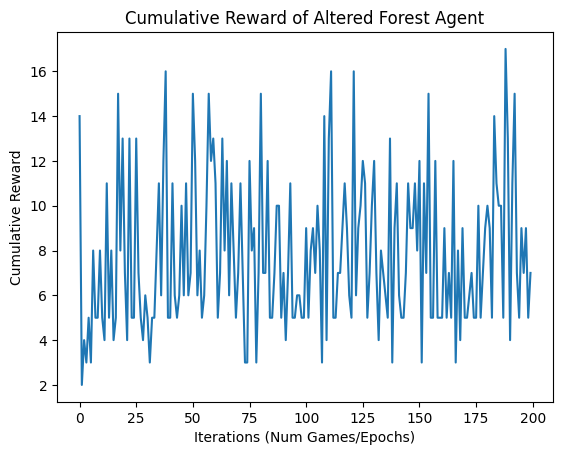 Cumulative Reward of Altered Forest Agent
16
14
12
10
8
6
4
2
Cumulative Reward
0 25 50 75 100 125 150 175 200
Iterations (Num Games/Epochs)